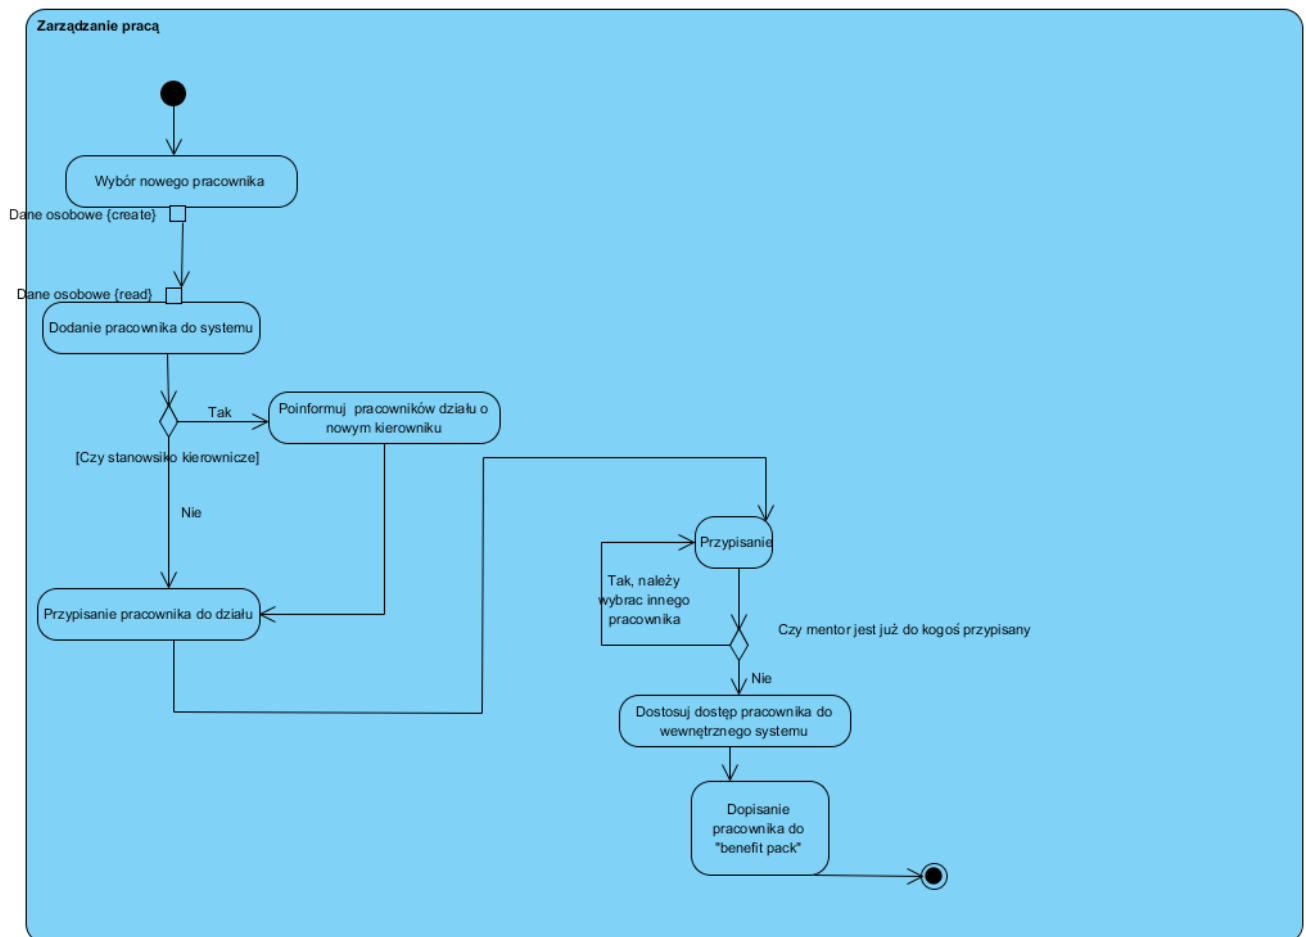 Zarządzanie pracą
Wybór nowego pracownika
Dane osobowe {create}
Dane osobowe {read}
Dodanie pracownika do systemu
Tak
Poinformuj pracowników działu o
nowym kierowniku
[Czy stanowsiko kierownicze]
Nie
Przypisanie pracownika do działu
Przypisanie
Tak, należy
wybrac innego
pracownika
Czy mentor jest już do kogoś przypisany
Nie
Dostosuj dostęp pracownika do
wewnętrznego systemu
Dopisanie
pracownika do
"benefit pack"